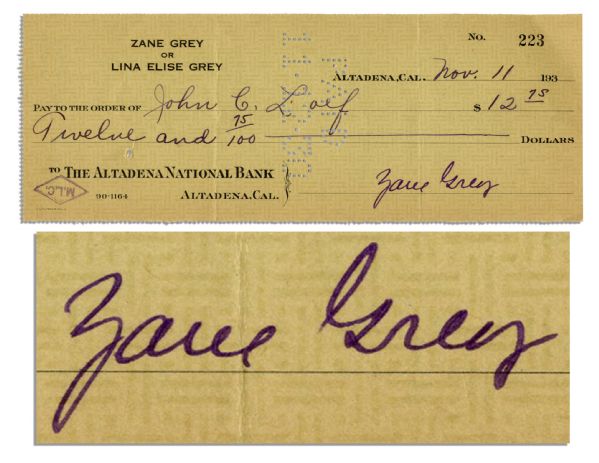 ZANE GREY
OR
LINA ELISE GREY
No. 223
ALTADENA, CAL. Nov. 11 193
PAY TO THE ORDER OF John C. $ 12 75
Twelve and 75/100 DOLLARS
TO THE ALTADENA NATIONAL BANK
90-1164 ALTADENA, CAL.
M.L.C.
Zane Grey
Zane Grey